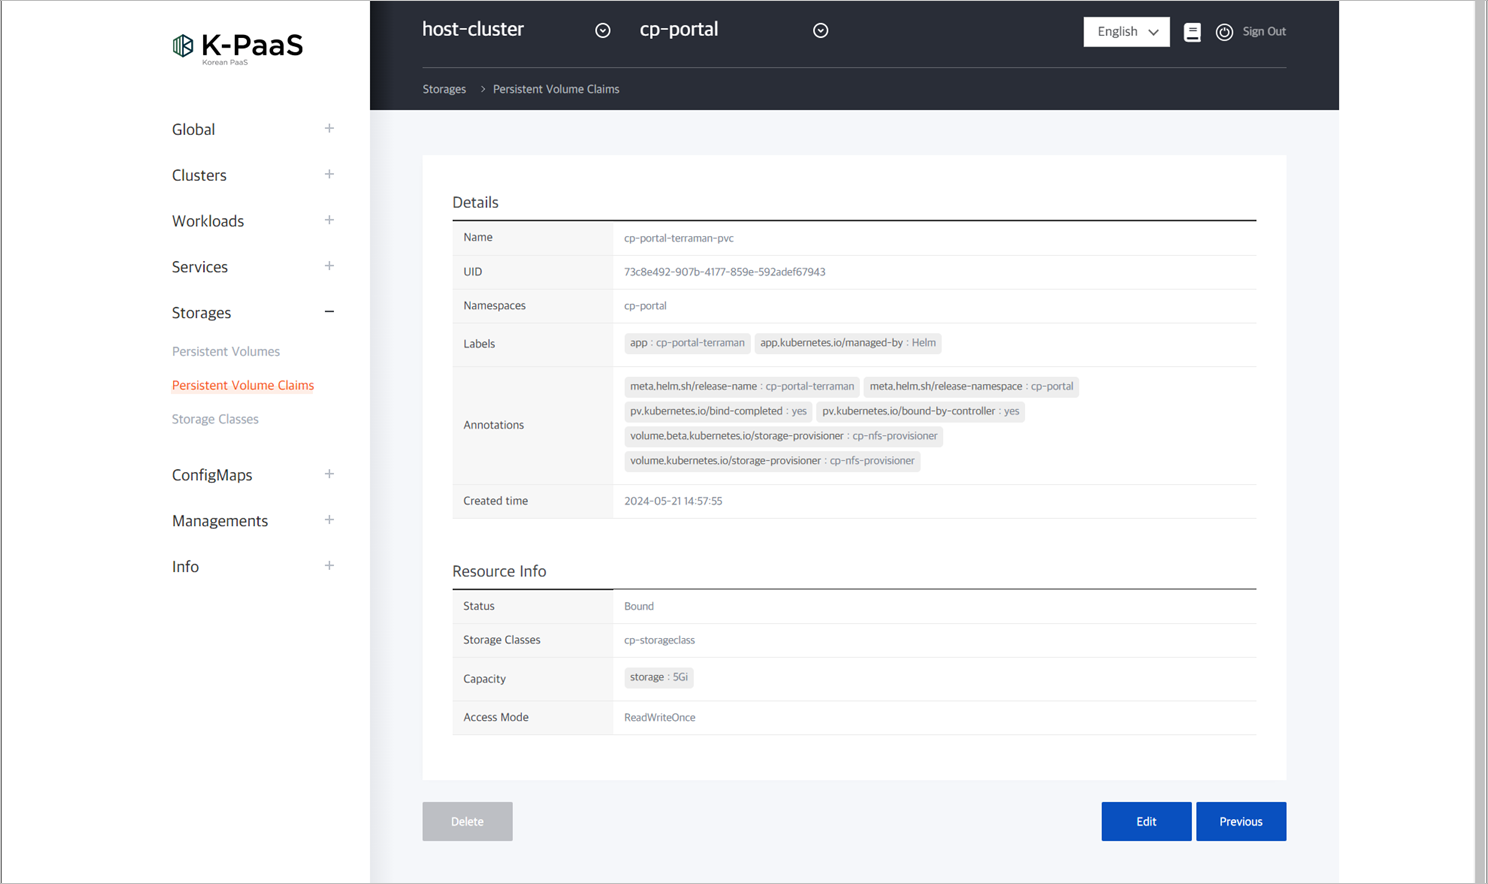 K-PaaS
Korean PaaS
Global
Clusters
Workloads
Services
Storages
Persistent Volumes
Persistent Volume Claims
Storage Classes
ConfigMaps
Managements
Info
host-cluster cp-portal English Sign Out
Storages > Persistent Volume Claims
Details
Name cp-portal-terraman-pvc
UID 73c8e492-907b-4177-859e-592adef67943
Namespaces cp-portal
Labels app : cp-portal-terraman app.kubernetes.io/managed-by : Helm
Annotations
meta.helm.sh/release-name : cp-portal-terraman meta.helm.sh/release-namespace : cp-portal
pv.kubernetes.io/bind-completed : yes pv.kubernetes.io/bound-by-controller : yes
volume.beta.kubernetes.io/storage-provisioner : cp-nfs-provisioner
volume.kubernetes.io/storage-provisioner : cp-nfs-provisioner
Created time 2024-05-21 14:57:55
Resource Info
Status Bound
Storage Classes cp-storageclass
Capacity storage : 5Gi
Access Mode ReadWriteOnce
Delete Edit Previous